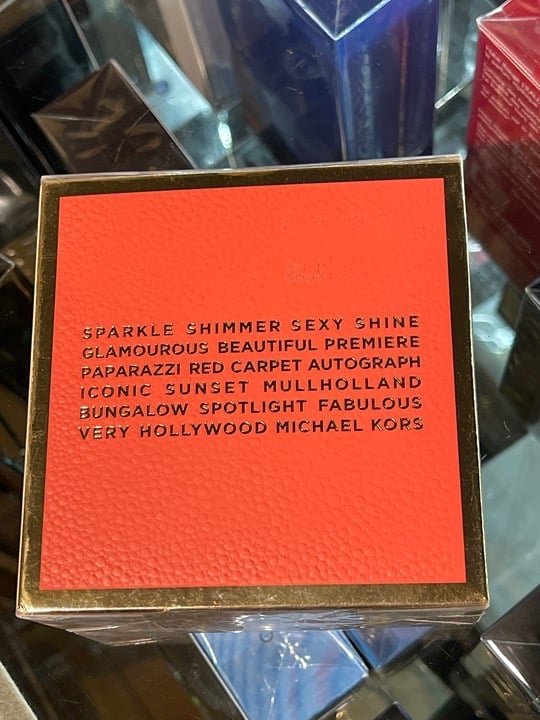 SPARKLE SHIMMER SEXY SHINE
GLAMOUROUS BEAUTIFUL PREMIERE
PAPARAZZI RED CARPET AUTOGRAPH
ICONIC SUNSET MULLHOLLAND
BUNGALOW SPOTLIGHT FABULOUS
VERY HOLLYWOOD MICHAEL KORS